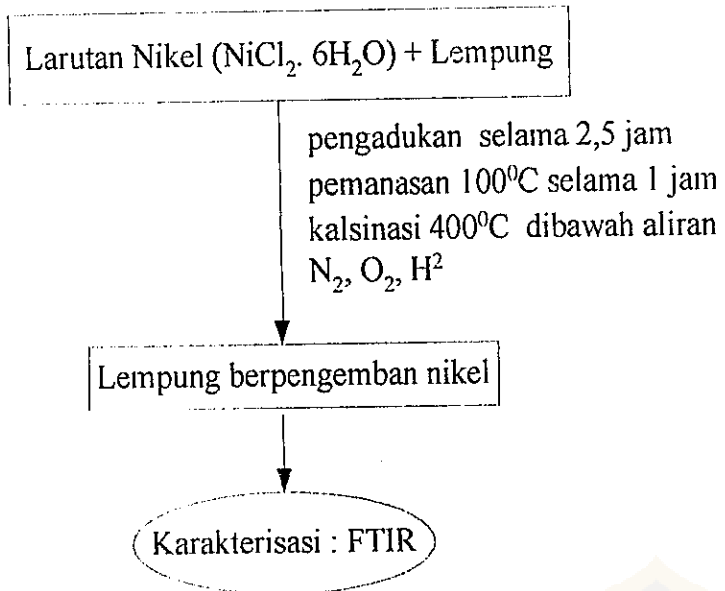 Larutan Nikel (NiCl₂. 6H₂O) + Lempung
pengadukan selama 2,5 jam
pemanasan 100⁰C selama 1 jam
kalsinasi 400⁰C dibawah aliran
N₂, O₂, H²
Lempung berpengemban nikel
Karakterisasi : FTIR